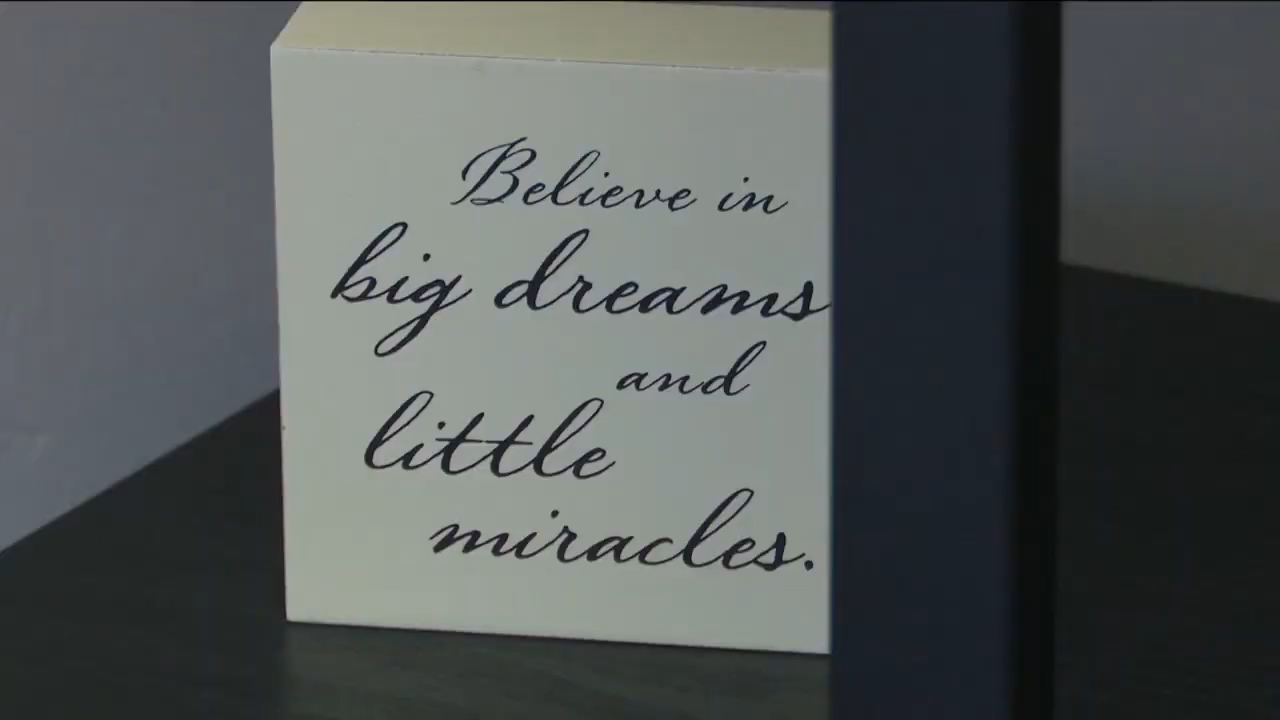 Believe in
big dreams
and
little
miracles.